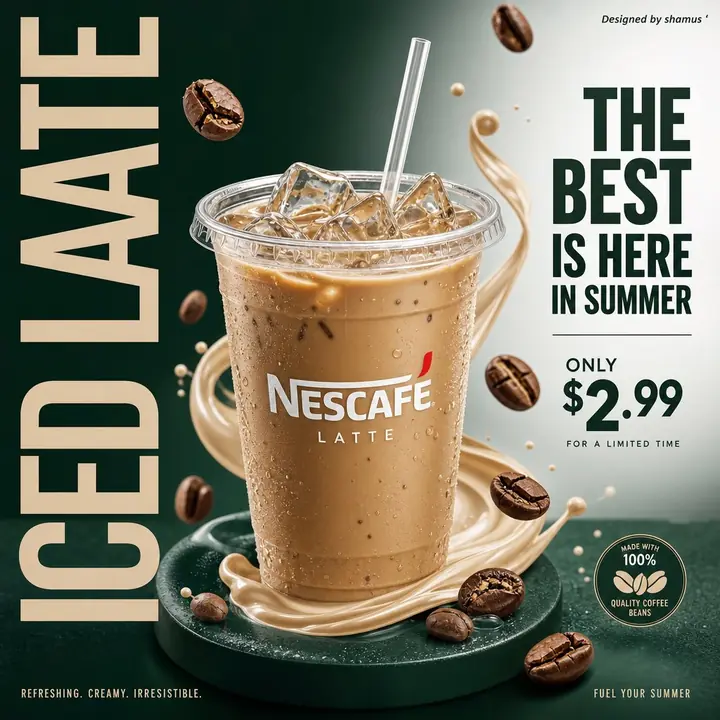 Designed by shamus '
ICED LAATE
THE
BEST
IS HERE
IN SUMMER
ONLY
$2.99
FOR A LIMITED TIME
NESCAFÉ
LATTE
MADE WITH
100%
QUALITY COFFEE
BEANS
REFRESHING. CREAMY. IRRESISTIBLE.
FUEL YOUR SUMMER